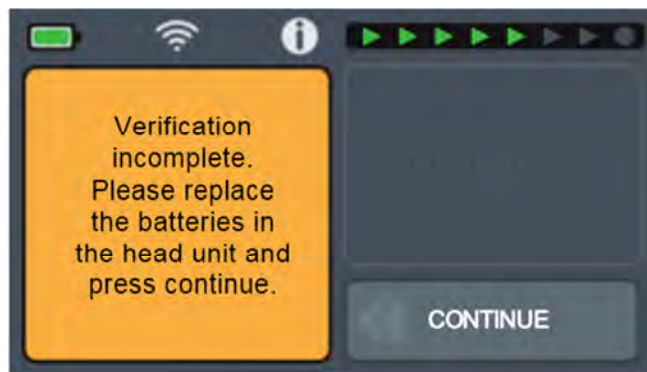 Verification
incomplete.
Please replace
the batteries in
the head unit and
press continue.
CONTINUE